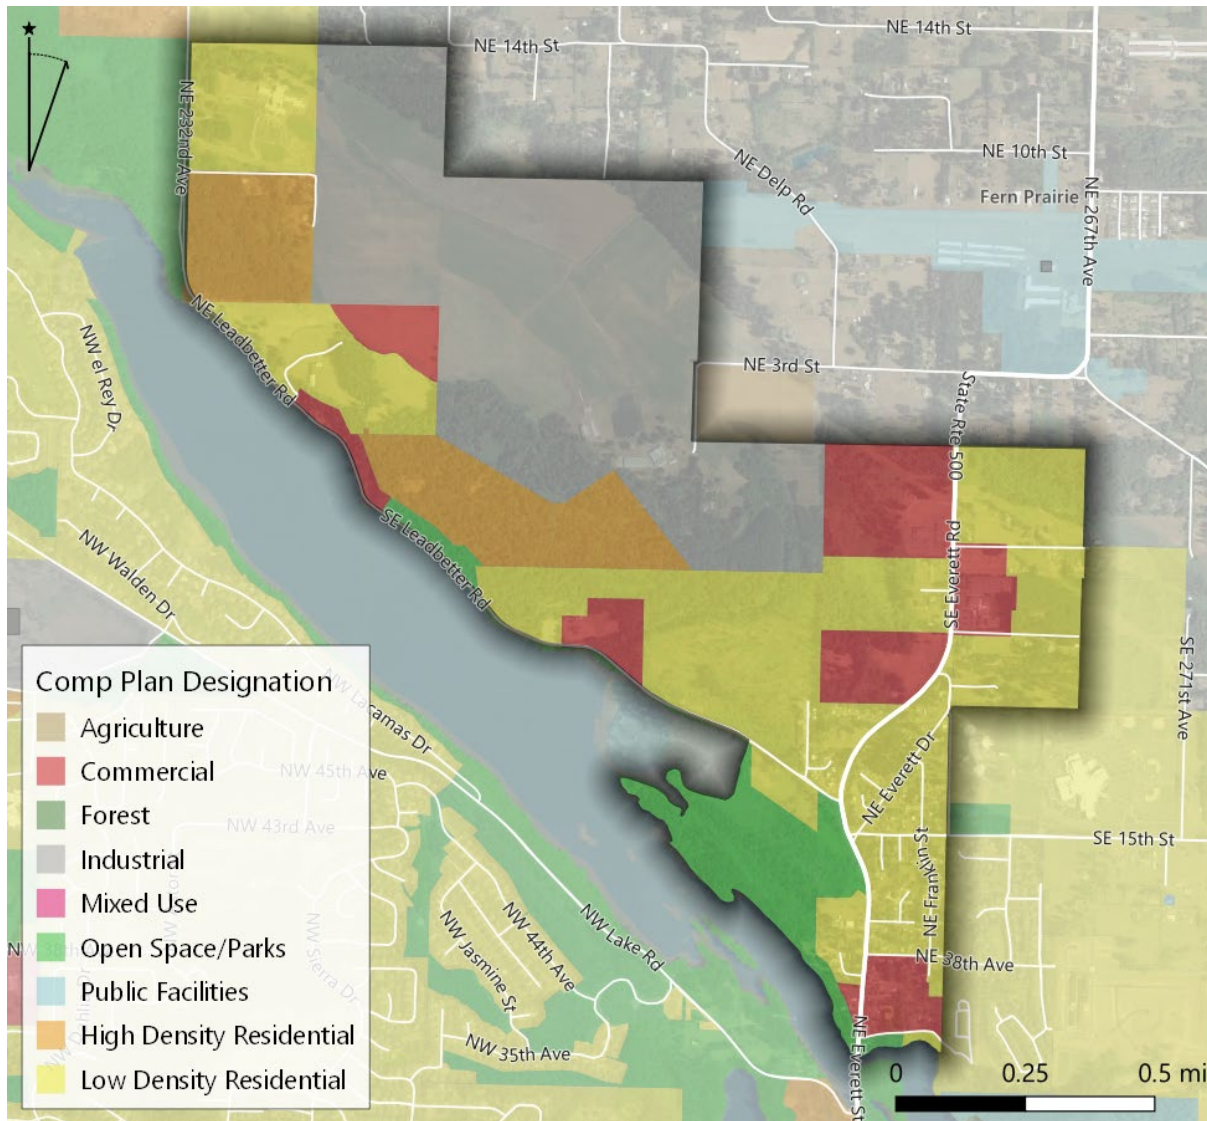 NE 14th St
NE 14th St
NE 232nd Ave
NE Delp Rd
NE 10th St
Fern Prairie
NE 267th Ave
NE Leadbetter Rd
NW el Rey Dr
NE 3rd St
State Rte 500
SE Leadbetter Rd
NW Walden Dr
SE Everett Rd
SE 271st Ave
NW Lacamas Dr
Comp Plan Designation
Agriculture
Commercial
Forest
Industrial
Mixed Use
Open Space/Parks
Public Facilities
High Density Residential
Low Density Residential
NW 45th Ave
NW 43rd Ave
NE Everett Dr
SE 15th St
NE Franklin St
NW Sierra Dr
NW 44th Ave
NW Jasmine St
NW Lake Rd
NE 38th Ave
NW 35th Ave
NE Everett St
0 0.25 0.5 mi